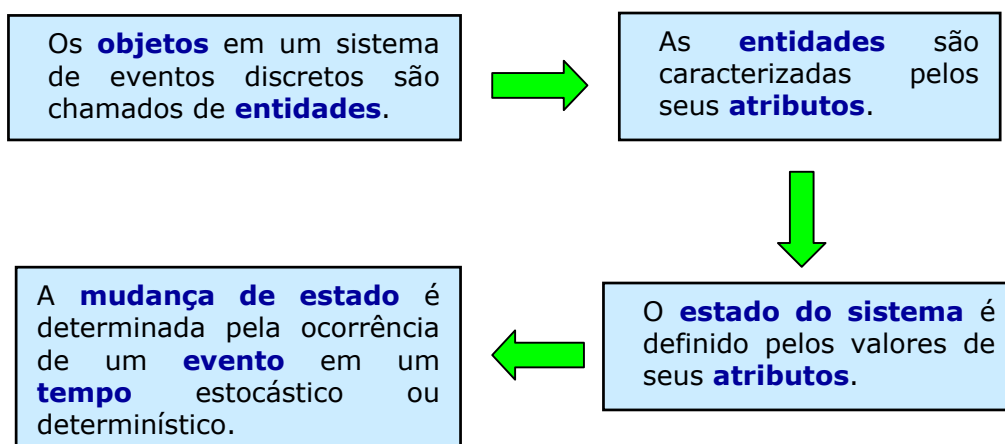 Os objetos em um sistema
de eventos discretos são
chamados de entidades.
As entidades são
caracterizadas pelos
seus atributos.
O estado do sistema é
definido pelos valores de
seus atributos.
A mudança de estado é
determinada pela ocorrência
de um evento em um
tempo estocástico ou
determinístico.